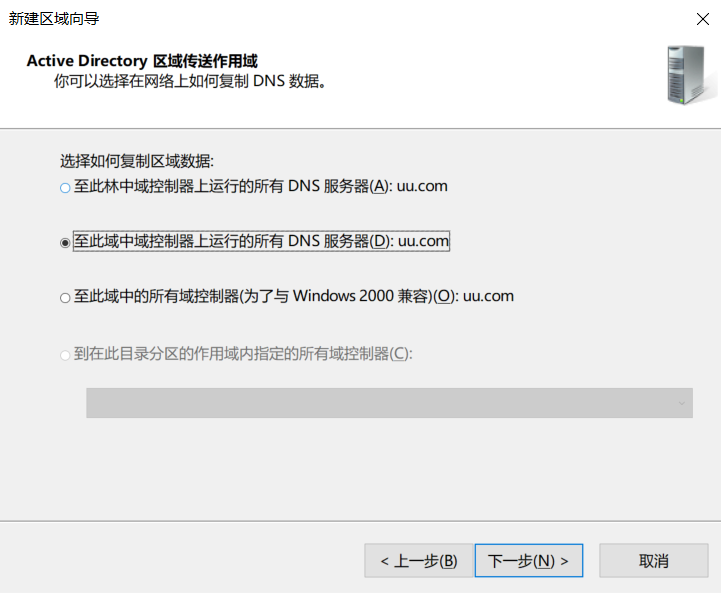 新建区域向导
Active Directory 区域传送作用域
你可以选择在网络上如何复制 DNS 数据。
选择如何复制区域数据:
至此林中域控制器上运行的所有 DNS 服务器(A): uu.com
至此域中域控制器上运行的所有 DNS 服务器(D): uu.com
至此域中的所有域控制器(为了与 Windows 2000 兼容)(O): uu.com
到在此目录分区的作用域内指定的所有域控制器(C):
< 上一步(B) 下一步(N) > 取消